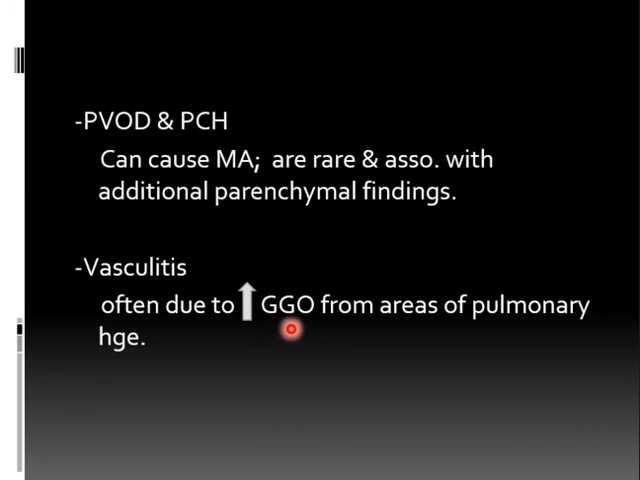 -PVOD & PCH
Can cause MA; are rare & asso. with
additional parenchymal findings.
-Vasculitis
often due to ⬆ GGO from areas of pulmonary
hge.